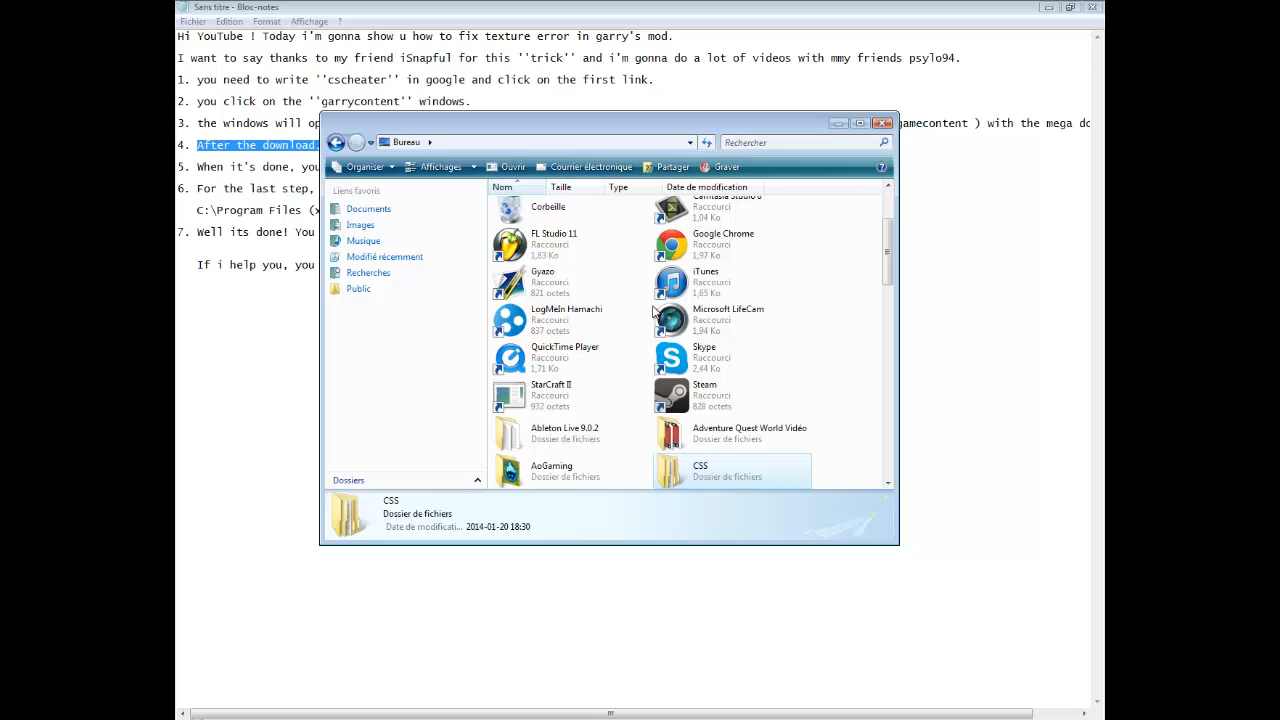 Sans titre - Bloc-notes
Fichier Edition Format Affichage ?
Hi YouTube ! Today i'm gonna show u how to fix texture error in garry's mod.
I want to say thanks to my friend iSnapful for this ''trick'' and i'm gonna do a lot of videos with mmy friends psylo94.
1. you need to write ''cscheater'' in google and click on the first link.
2. you click on the ''garrycontent'' windows.
3. the windows will op
gamecontent ) with the mega do
4. After the download
5. When it's done, you
6. For the last step,
C:\Program Files (x
7. Well its done! You
If i help you, you
Bureau
Rechercher
Organiser Affichages Ouvrir Courrier électronique Partager Graver
Liens favoris
Documents
Images
Musique
Modifié récemment
Recherches
Public
Dossiers
Nom Taille Type Date de modification
Corbeille
Camtasia Studio 8
Raccourci
1,04 Ko
FL Studio 11
Raccourci
1,83 Ko
Google Chrome
Raccourci
1,97 Ko
Gyazo
Raccourci
821 octets
iTunes
Raccourci
1,65 Ko
LogMeIn Hamachi
Raccourci
837 octets
Microsoft LifeCam
Raccourci
1,94 Ko
QuickTime Player
Raccourci
1,71 Ko
Skype
Raccourci
2,44 Ko
StarCraft II
Raccourci
932 octets
Steam
Raccourci
828 octets
Ableton Live 9.0.2
Dossier de fichiers
Adventure Quest World Vidéo
Dossier de fichiers
AoGaming
Dossier de fichiers
CSS
Dossier de fichiers
CSS
Dossier de fichiers
Date de modificati... 2014-01-20 18:30